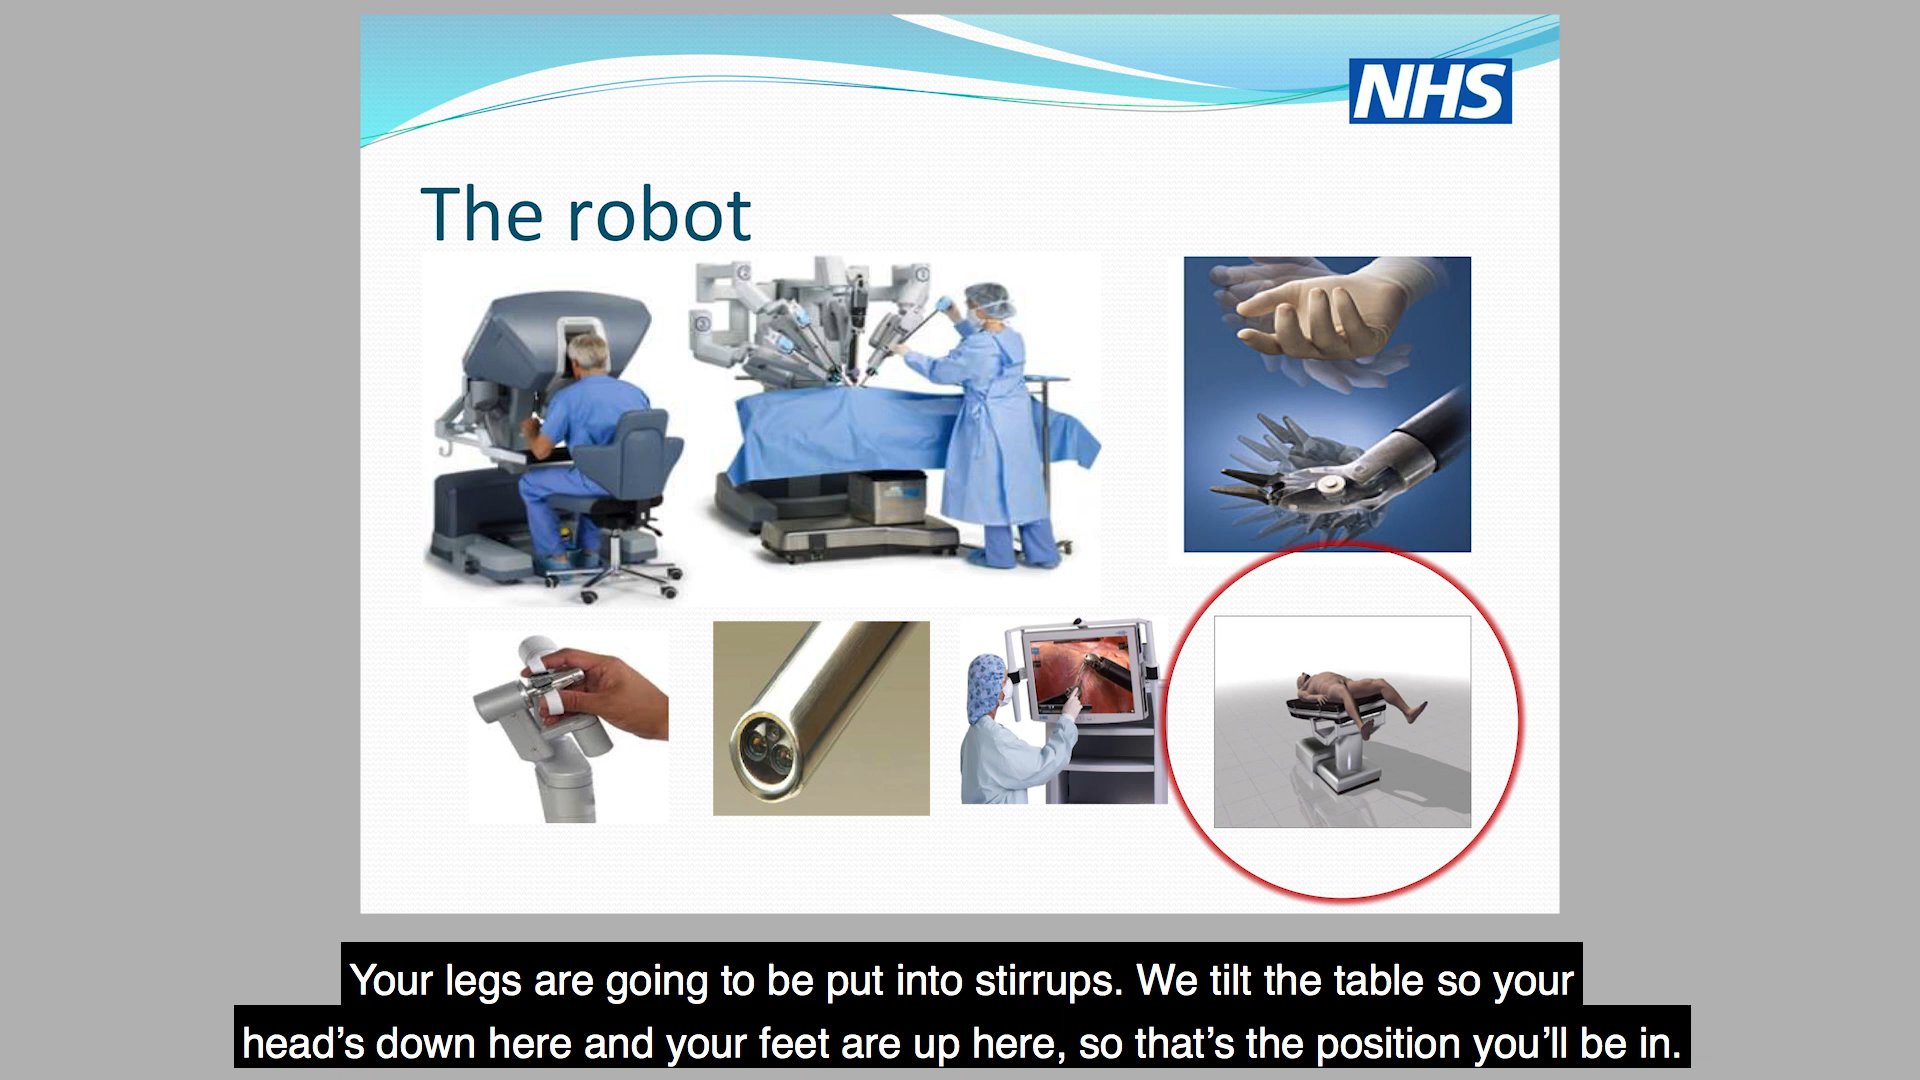 NHS
The robot
Your legs are going to be put into stirrups. We tilt the table so your
head’s down here and your feet are up here, so that’s the position you’ll be in.